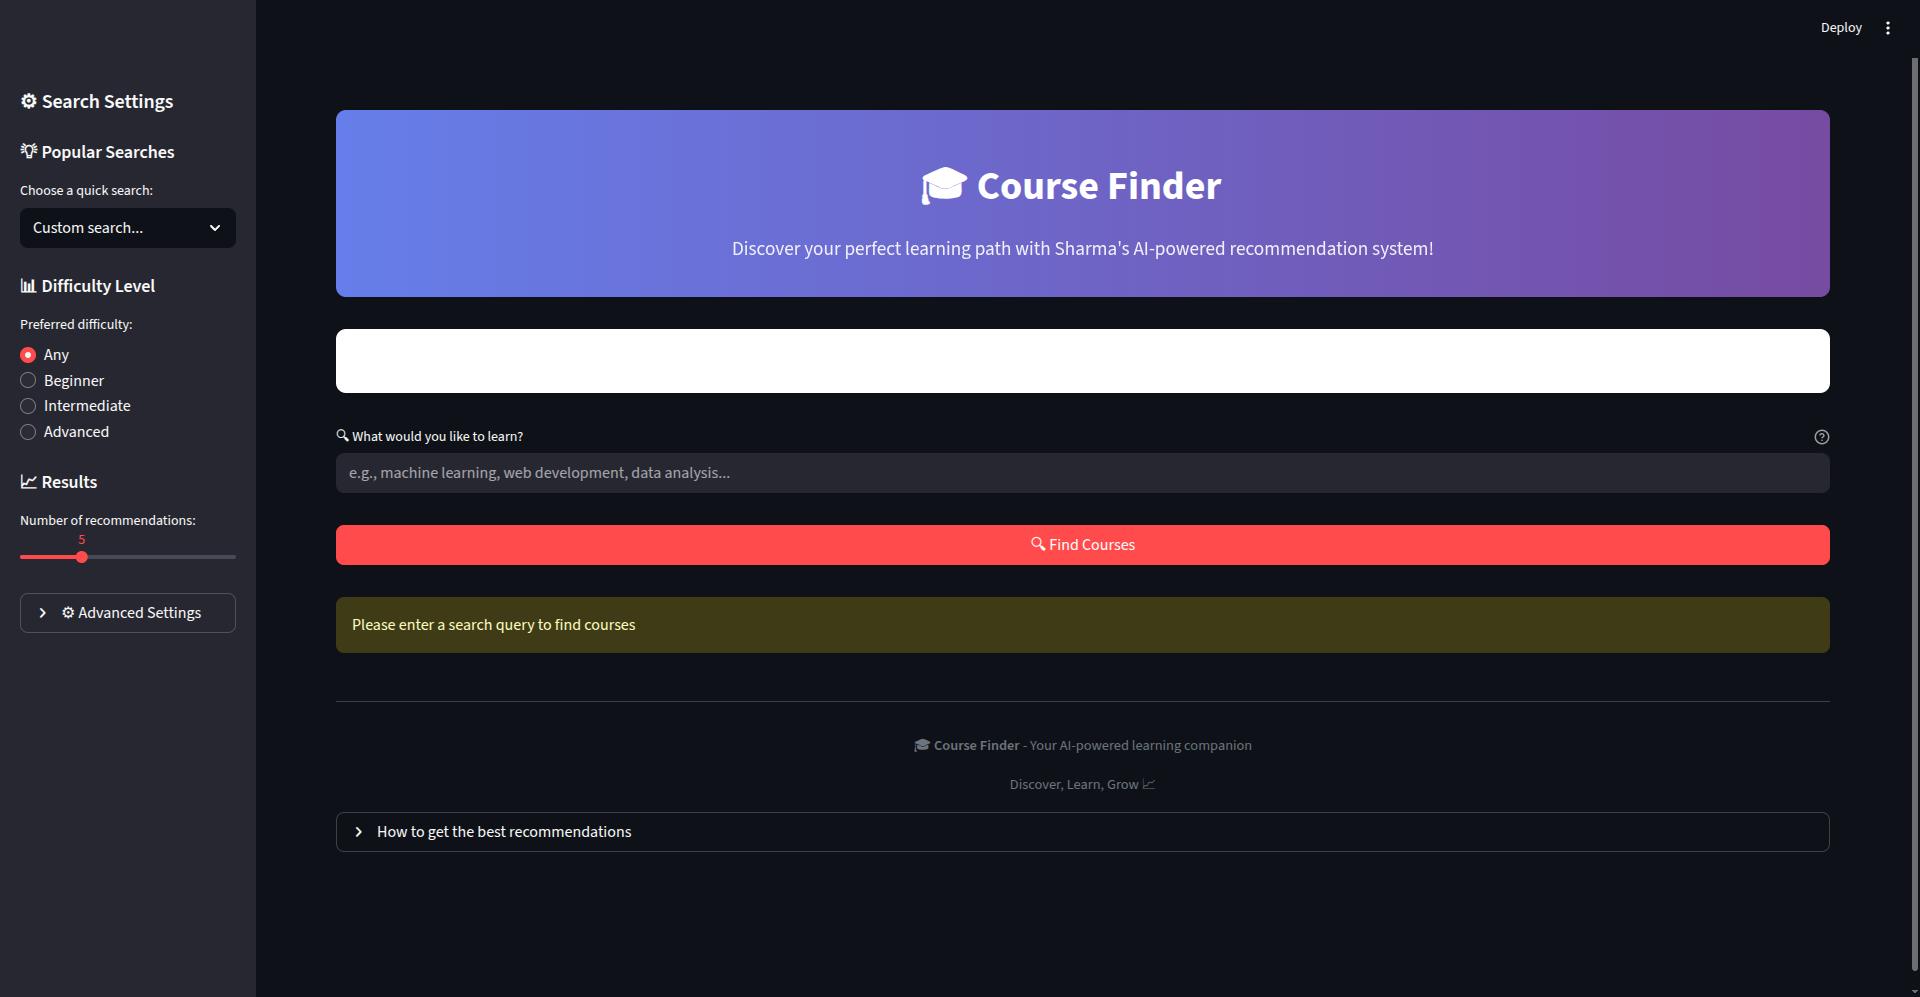 Deploy
⚙ Search Settings
💡 Popular Searches
Choose a quick search:
Custom search...
📊 Difficulty Level
Preferred difficulty:
Any
Beginner
Intermediate
Advanced
📈 Results
Number of recommendations:
5
⚙ Advanced Settings
🎓 Course Finder
Discover your perfect learning path with Sharma's AI-powered recommendation system!
🔍 What would you like to learn?
e.g., machine learning, web development, data analysis...
🔍 Find Courses
Please enter a search query to find courses
🎓 Course Finder - Your AI-powered learning companion
Discover, Learn, Grow 📈
How to get the best recommendations